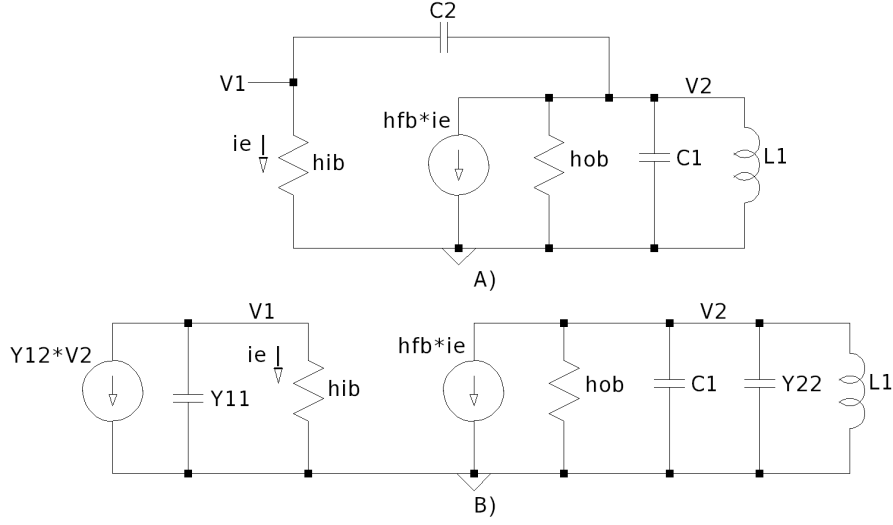 C2
V1
V2
hfb*ie
ie
hib
hob
C1
L1
A)
V1
V2
Y12*V2
ie
hfb*ie
Y11
hib
hob
C1
Y22
L1
B)